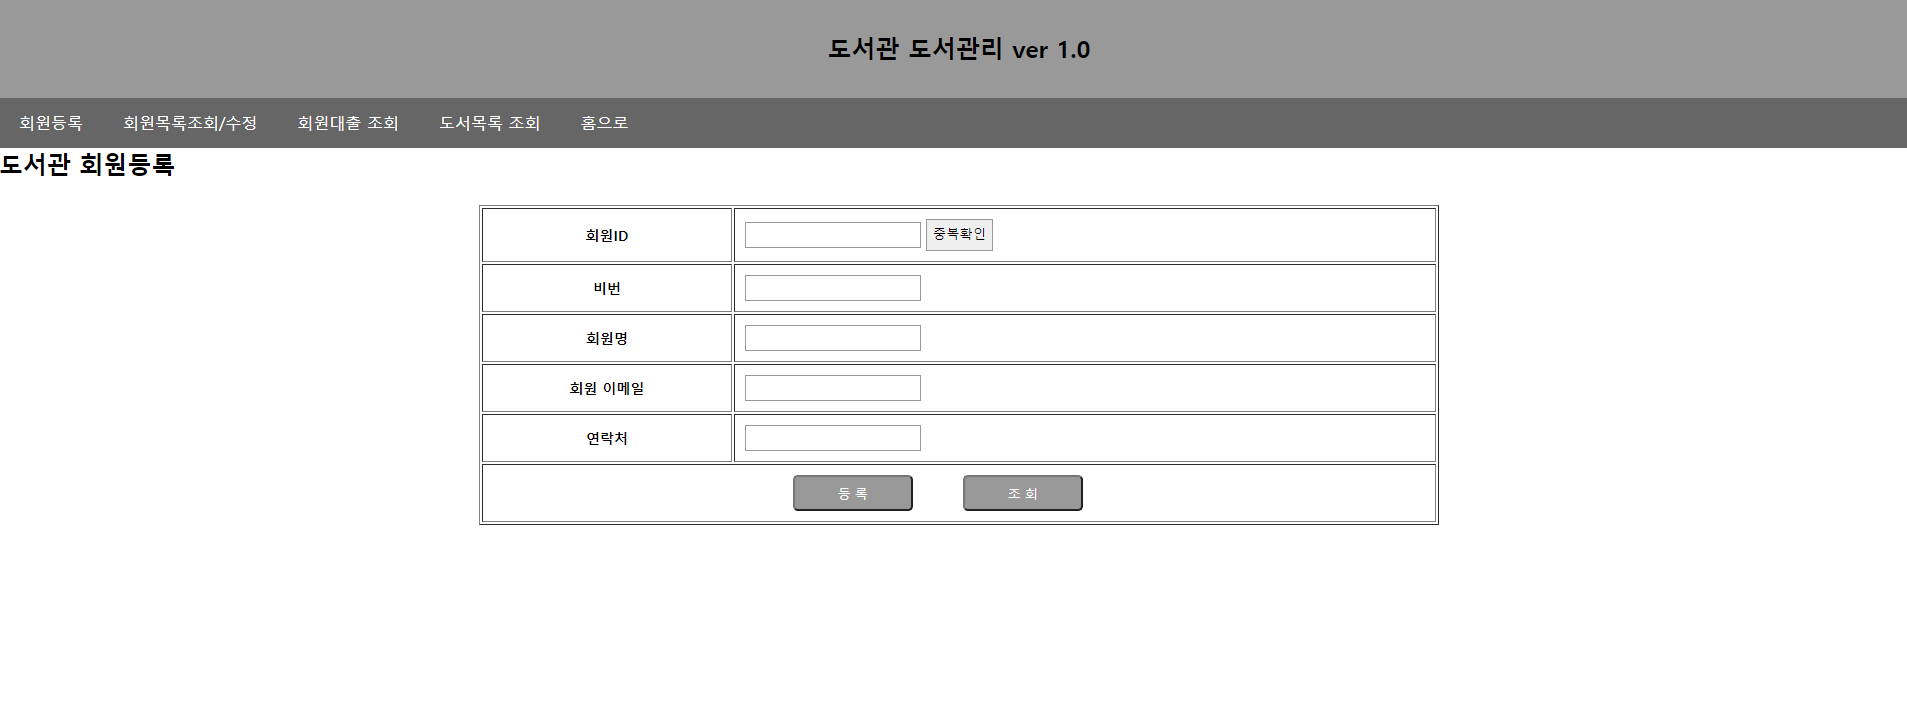 도서관 도서관리 ver 1.0
회원등록 회원목록조회/수정 회원대출 조회 도서목록 조회 홈으로
도서관 회원등록
회원ID 중복확인
비번
회원명
회원 이메일
연락처
등 록 조 회